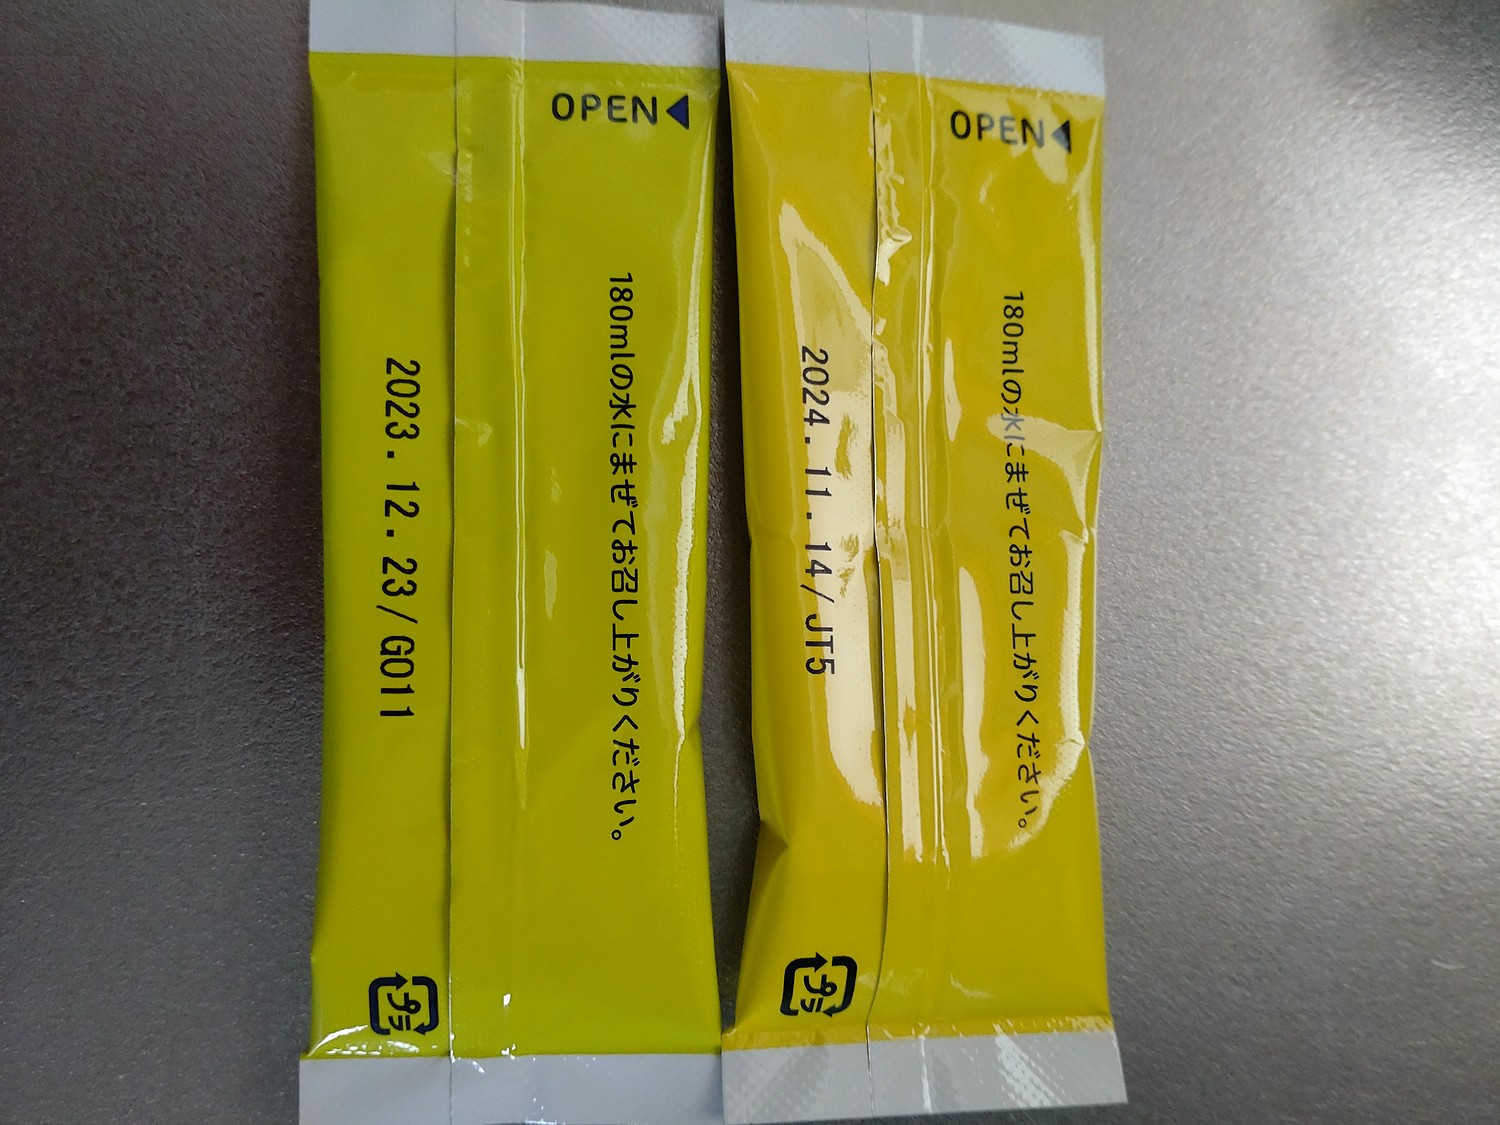 OPEN◀
180mlの水にまぜてお召し上がりください。
2023.12.23/G011
プラ
OPEN◀
180mlの水にまぜてお召し上がりください。
2024.11.14/JT5
プラ